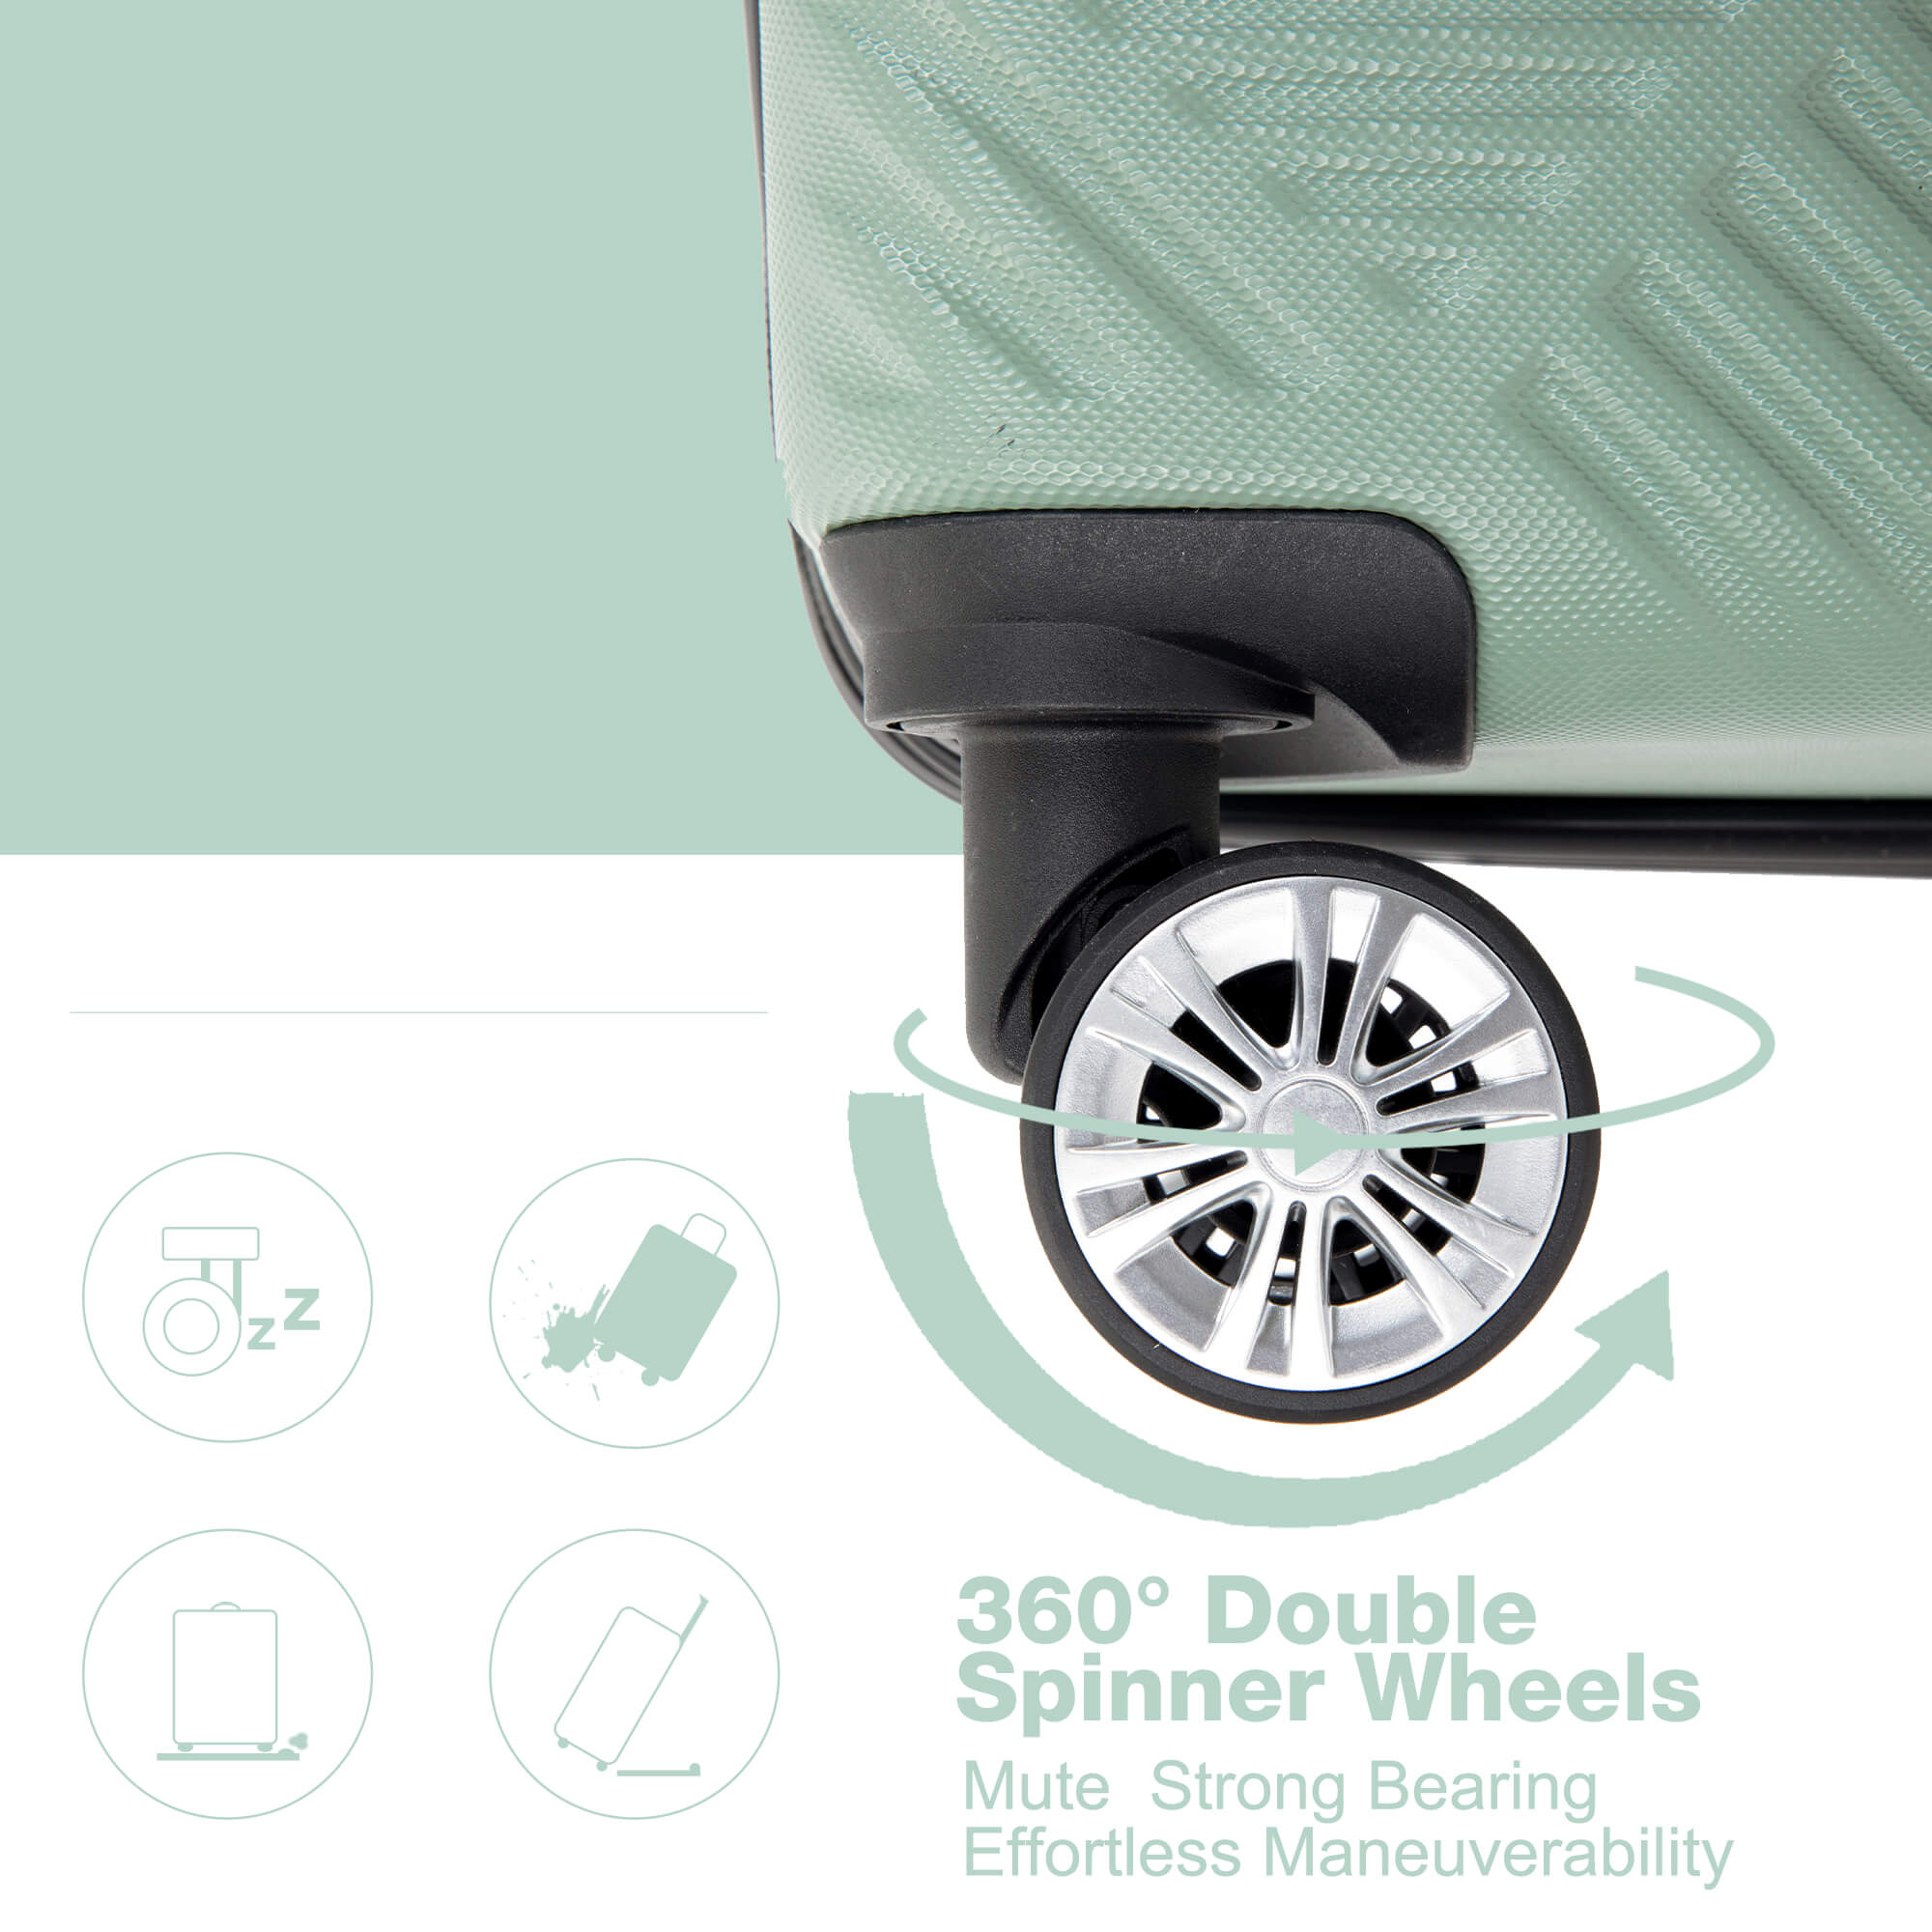 z Z
360° Double
Spinner Wheels
Mute Strong Bearing
Effortless Maneuverability